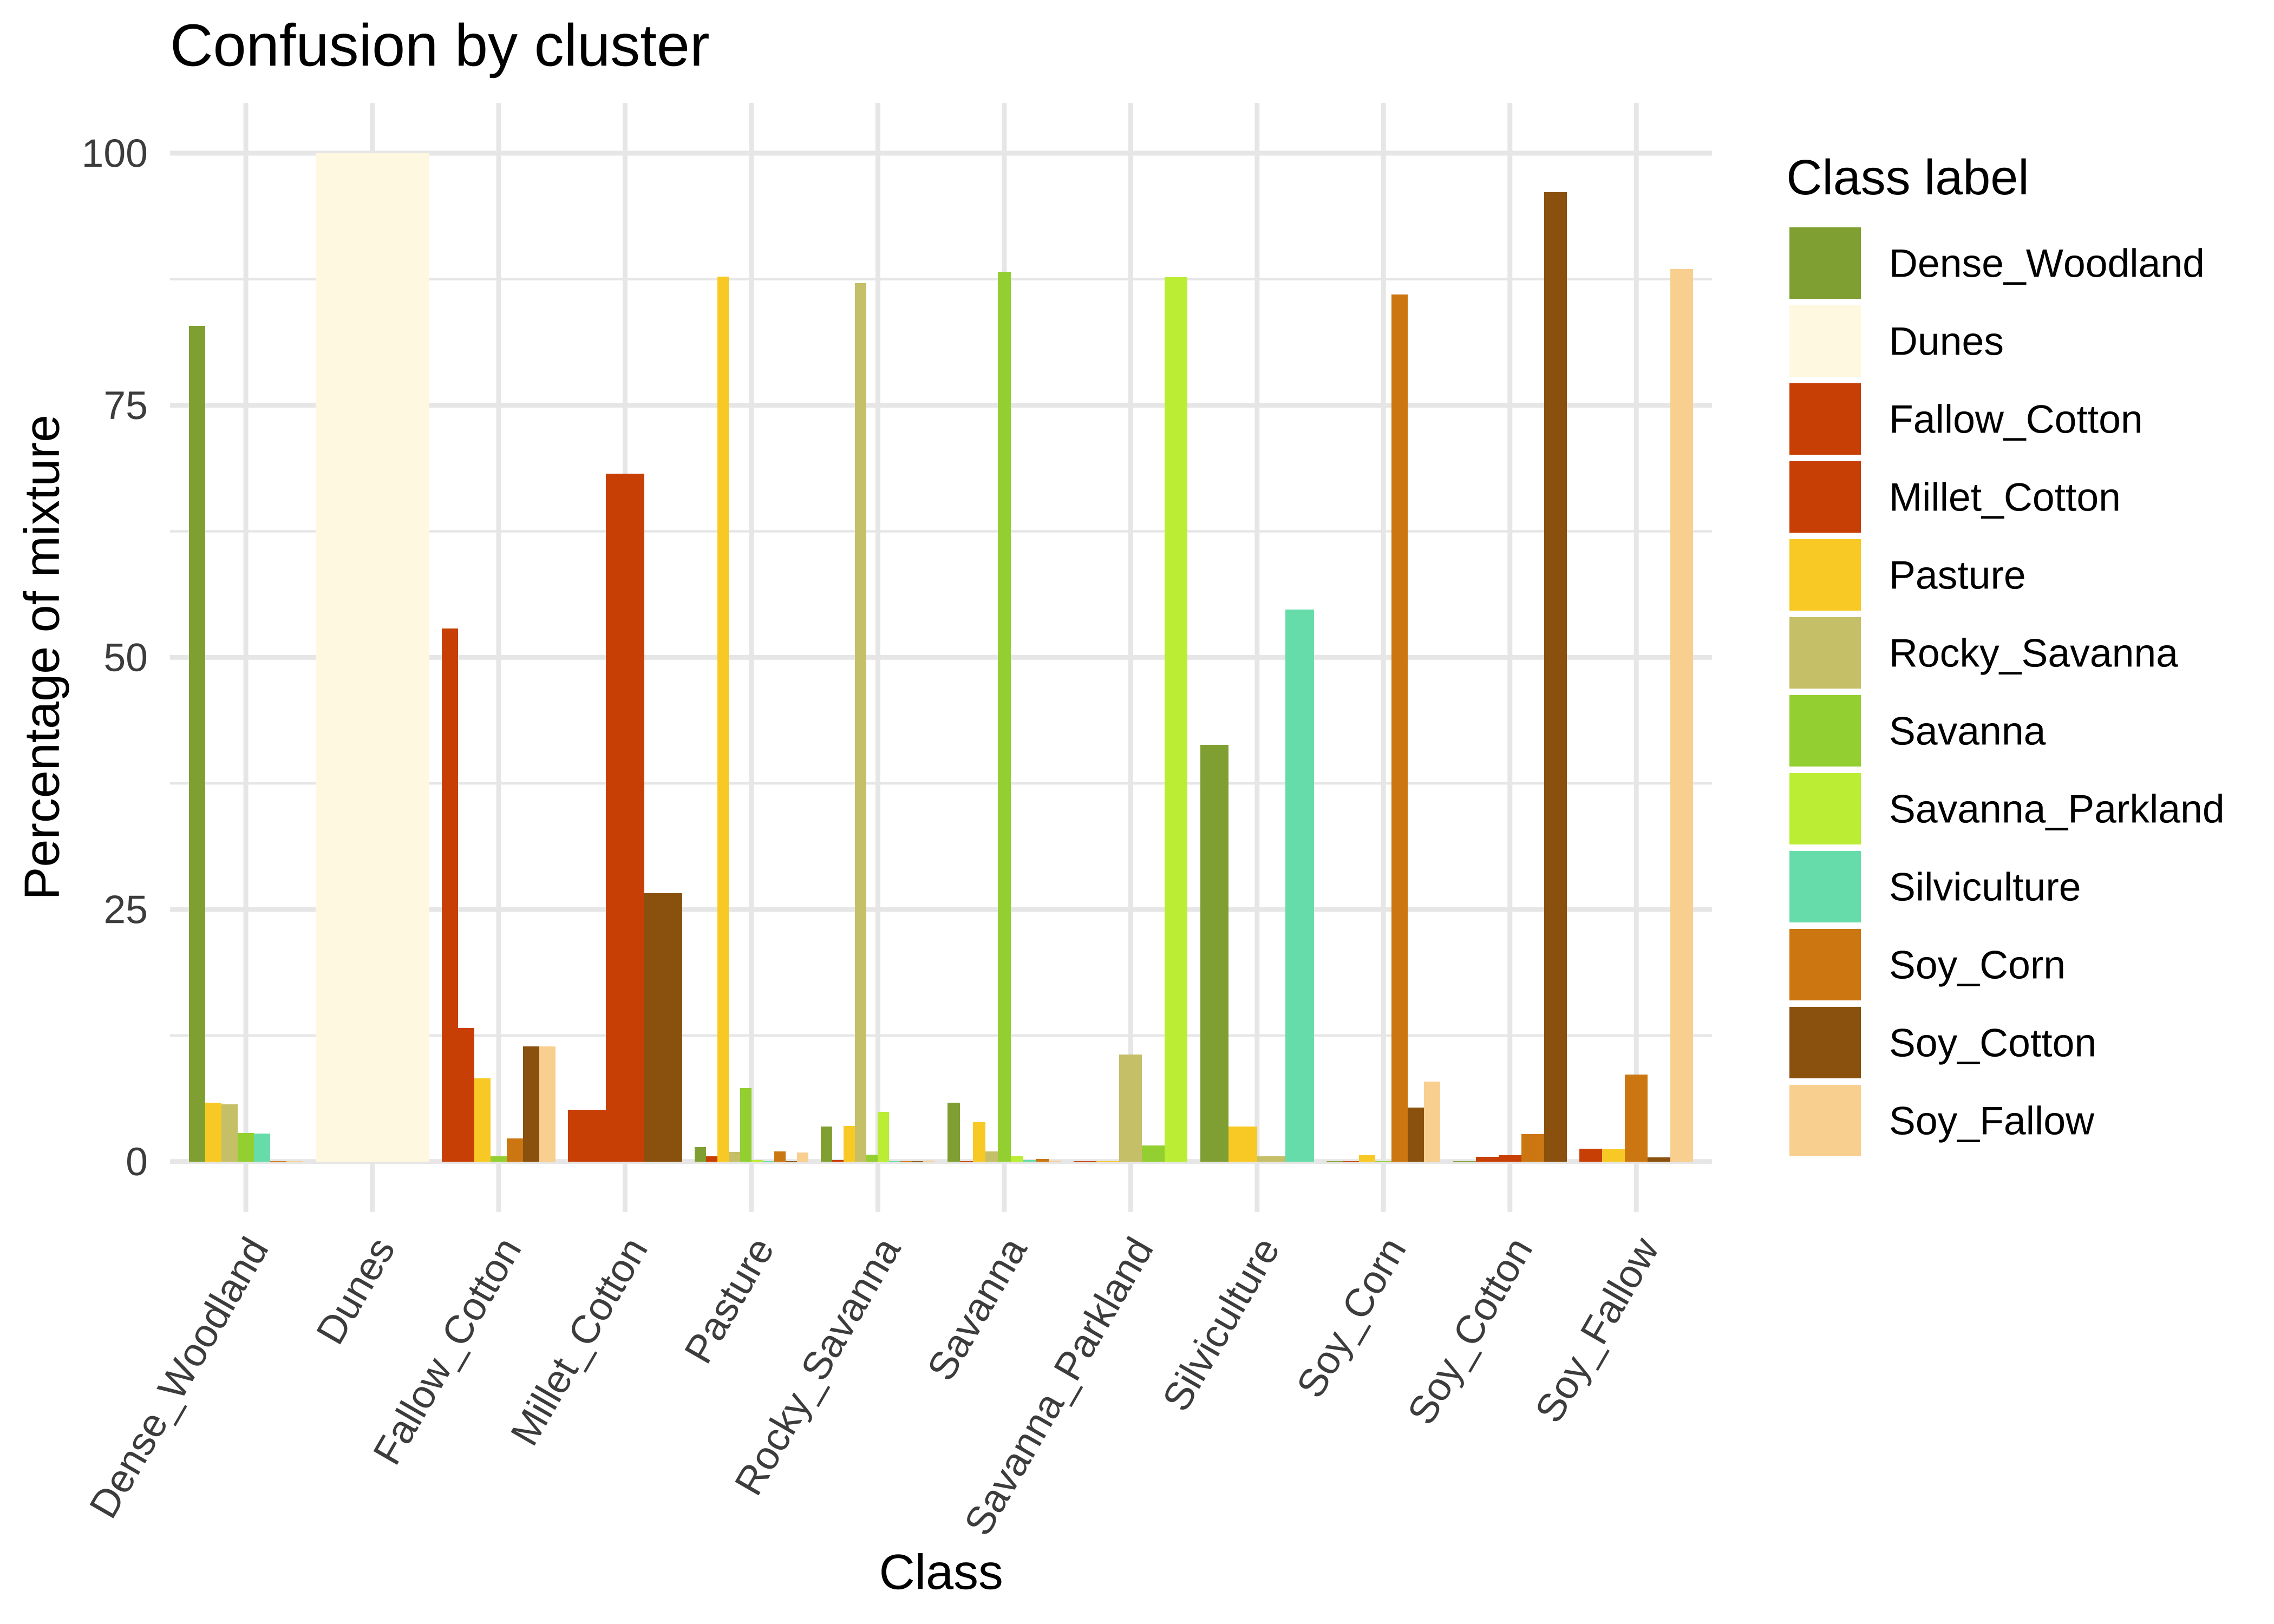 Confusion by cluster
Percentage of mixture
100
75
50
25
0
Dense_Woodland
Dunes
Fallow_Cotton
Millet_Cotton
Pasture
Rocky_Savanna
Savanna
Savanna_Parkland
Silviculture
Soy_Corn
Soy_Cotton
Soy_Fallow
Class
Class label
Dense_Woodland
Dunes
Fallow_Cotton
Millet_Cotton
Pasture
Rocky_Savanna
Savanna
Savanna_Parkland
Silviculture
Soy_Corn
Soy_Cotton
Soy_Fallow